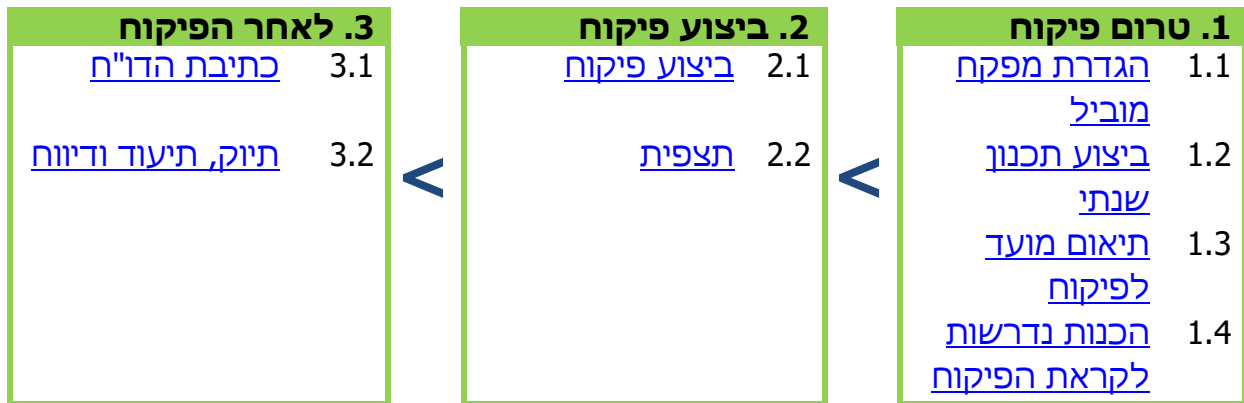 1. טרום פיקוח
1.1 הגדרת מפקח
מוביל
1.2 ביצוע תכנון
שנתי
1.3 תיאום מועד
לפיקוח
1.4 הכנות נדרשות
לקראת הפיקוח
<
2. ביצוע פיקוח
2.1 ביצוע פיקוח
2.2 תצפית
<
3. לאחר הפיקוח
3.1 כתיבת הדו"ח
3.2 תיוק, תיעוד ודיווח